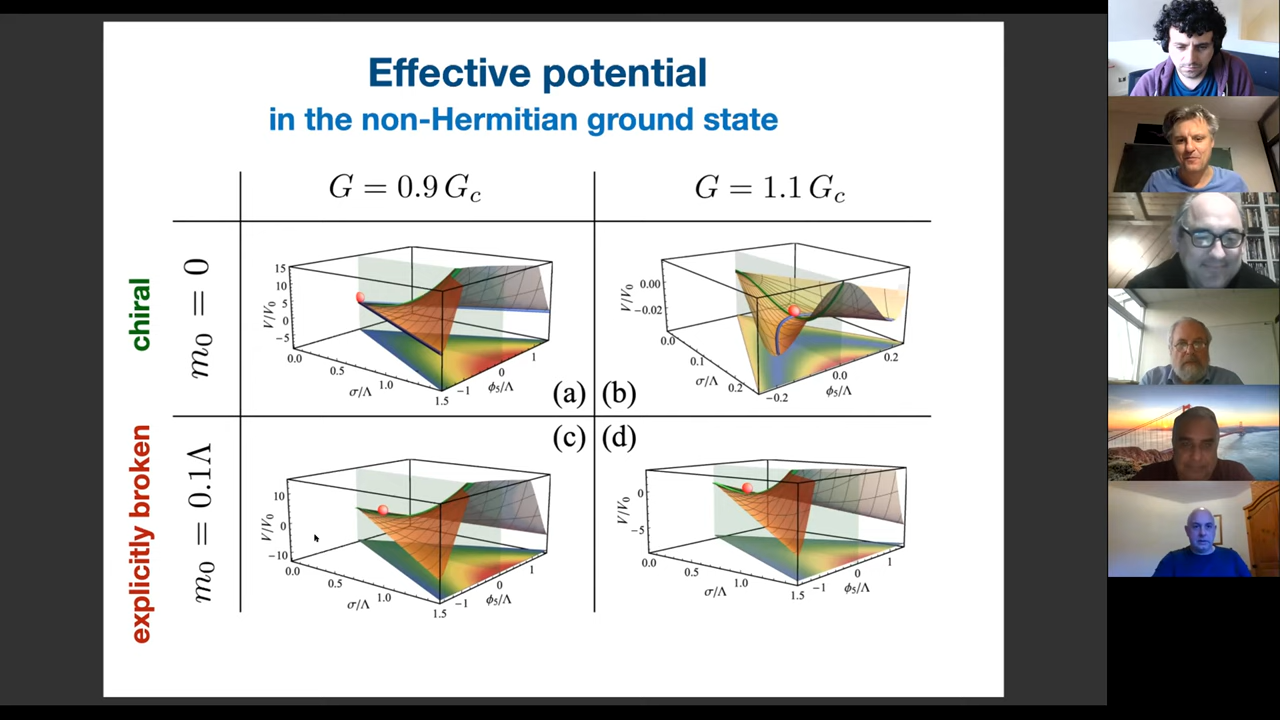 Effective potential
in the non-Hermitian ground state
G = 0.9 G_c
G = 1.1 G_c
chiral
m_0 = 0
15
10
5
0
−5
V/V_0
0.0
0.5
1.0
1.5
σ/Λ
−1
0
1
ϕ_5/Λ
(a)
0.00
−0.02
V/V_0
0.0
0.1
0.2
σ/Λ
−0.2
0.0
0.2
ϕ_5/Λ
(b)
explicitly broken
m_0 = 0.1Λ
(c)
10
0
−10
V/V_0
0.0
0.5
1.0
1.5
σ/Λ
−1
0
1
ϕ_5/Λ
(d)
0
−5
V/V_0
0.0
0.5
1.0
1.5
σ/Λ
−1
0
1
ϕ_5/Λ